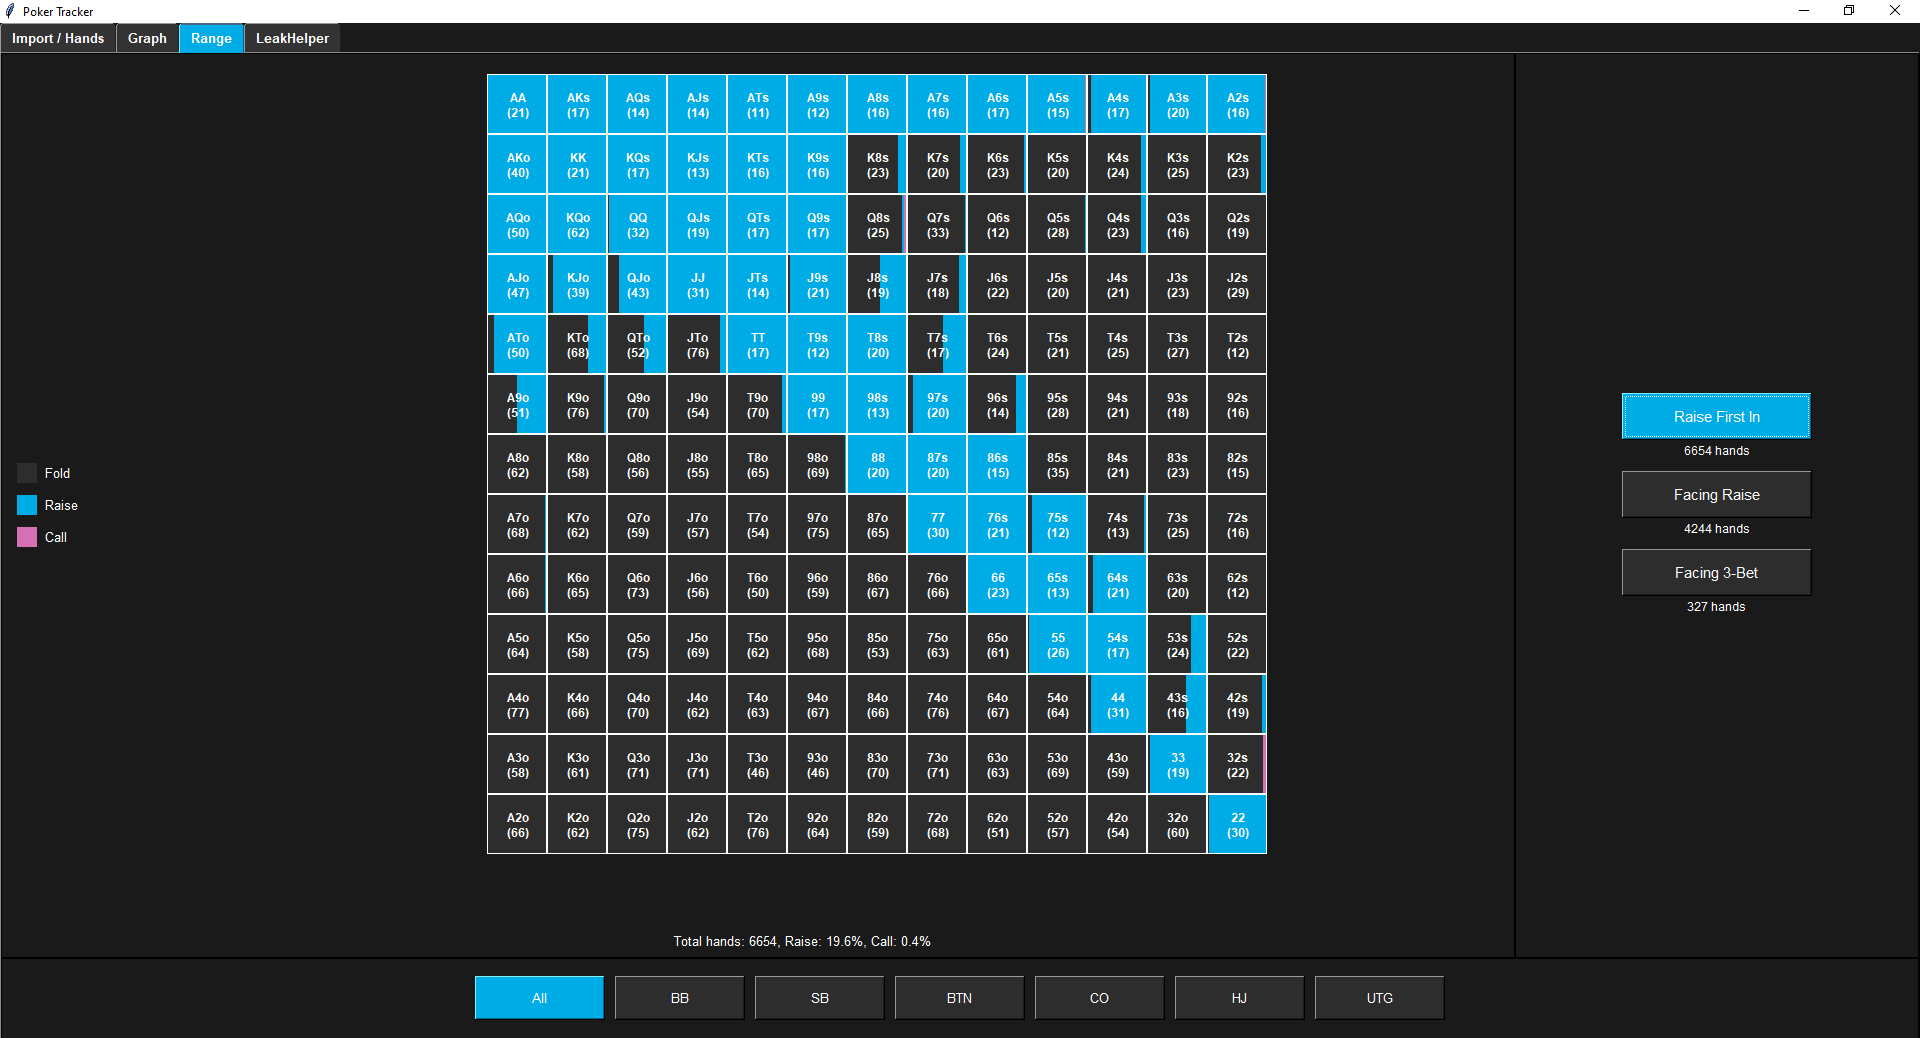 Poker Tracker
Import / Hands Graph Range LeakHelper
AA AKs AQs AJs ATs A9s A8s A7s A6s A5s A4s A3s A2s
(21) (17) (14) (14) (11) (12) (16) (16) (17) (15) (17) (20) (16)
AKo KK KQs KJs KTs K9s K8s K7s K6s K5s K4s K3s K2s
(40) (21) (17) (13) (16) (16) (23) (20) (23) (20) (24) (25) (23)
AQo KQo QQ QJs QTs Q9s Q8s Q7s Q6s Q5s Q4s Q3s Q2s
(50) (62) (32) (19) (17) (17) (25) (33) (12) (28) (23) (16) (19)
AJo KJo QJo JJ JTs J9s J8s J7s J6s J5s J4s J3s J2s
(47) (39) (43) (31) (14) (21) (19) (18) (22) (20) (21) (23) (29)
ATo KTo QTo JTo TT T9s T8s T7s T6s T5s T4s T3s T2s
(50) (68) (52) (76) (17) (12) (20) (17) (24) (21) (25) (27) (12)
A9o K9o Q9o J9o T9o 99 98s 97s 96s 95s 94s 93s 92s
(51) (76) (70) (54) (70) (17) (13) (20) (14) (28) (21) (18) (16)
A8o K8o Q8o J8o T8o 98o 88 87s 86s 85s 84s 83s 82s
(62) (58) (56) (55) (65) (69) (20) (20) (15) (35) (21) (23) (15)
A7o K7o Q7o J7o T7o 97o 87o 77 76s 75s 74s 73s 72s
(68) (62) (59) (57) (54) (75) (65) (30) (21) (12) (13) (25) (16)
A6o K6o Q6o J6o T6o 96o 86o 76o 66 65s 64s 63s 62s
(66) (65) (73) (56) (50) (59) (67) (66) (23) (13) (21) (20) (12)
A5o K5o Q5o J5o T5o 95o 85o 75o 65o 55 54s 53s 52s
(64) (58) (75) (69) (62) (68) (53) (63) (61) (26) (17) (24) (22)
A4o K4o Q4o J4o T4o 94o 84o 74o 64o 54o 44 43s 42s
(77) (66) (70) (62) (63) (67) (66) (76) (67) (64) (31) (16) (19)
A3o K3o Q3o J3o T3o 93o 83o 73o 63o 53o 43o 33 32s
(58) (61) (71) (71) (46) (46) (70) (71) (63) (69) (59) (19) (22)
A2o K2o Q2o J2o T2o 92o 82o 72o 62o 52o 42o 32o 22
(66) (62) (75) (62) (76) (64) (59) (68) (51) (57) (54) (60) (30)
Fold
Raise
Call
Raise First In
6654 hands
Facing Raise
4244 hands
Facing 3-Bet
327 hands
Total hands: 6654, Raise: 19.6%, Call: 0.4%
All BB SB BTN CO HJ UTG